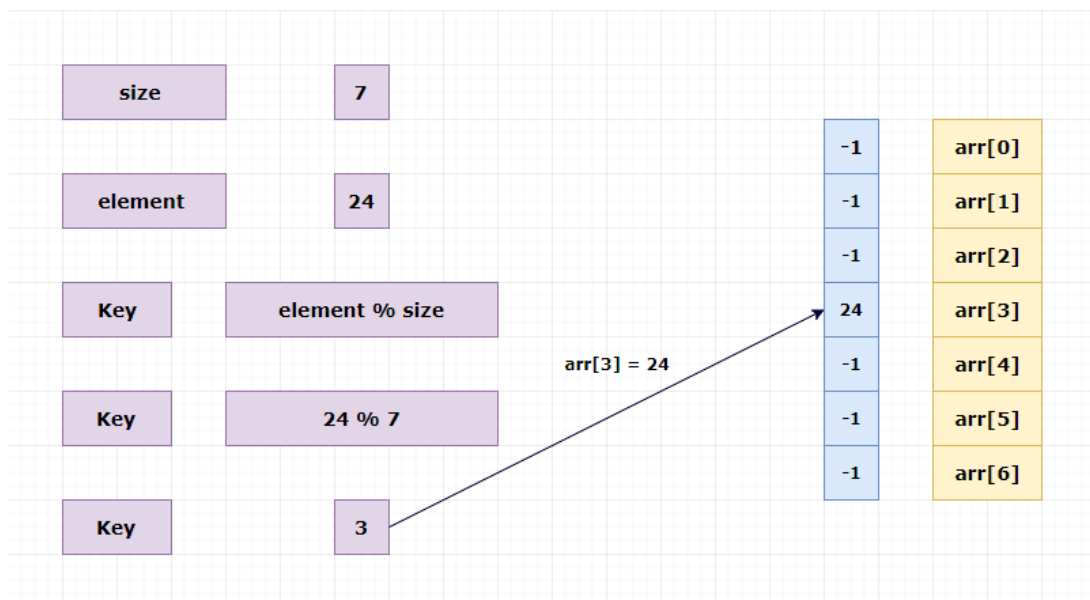 size 7
element 24
Key element % size
Key 24 % 7
Key 3
arr[3] = 24
-1 arr[0]
-1 arr[1]
-1 arr[2]
24 arr[3]
-1 arr[4]
-1 arr[5]
-1 arr[6]